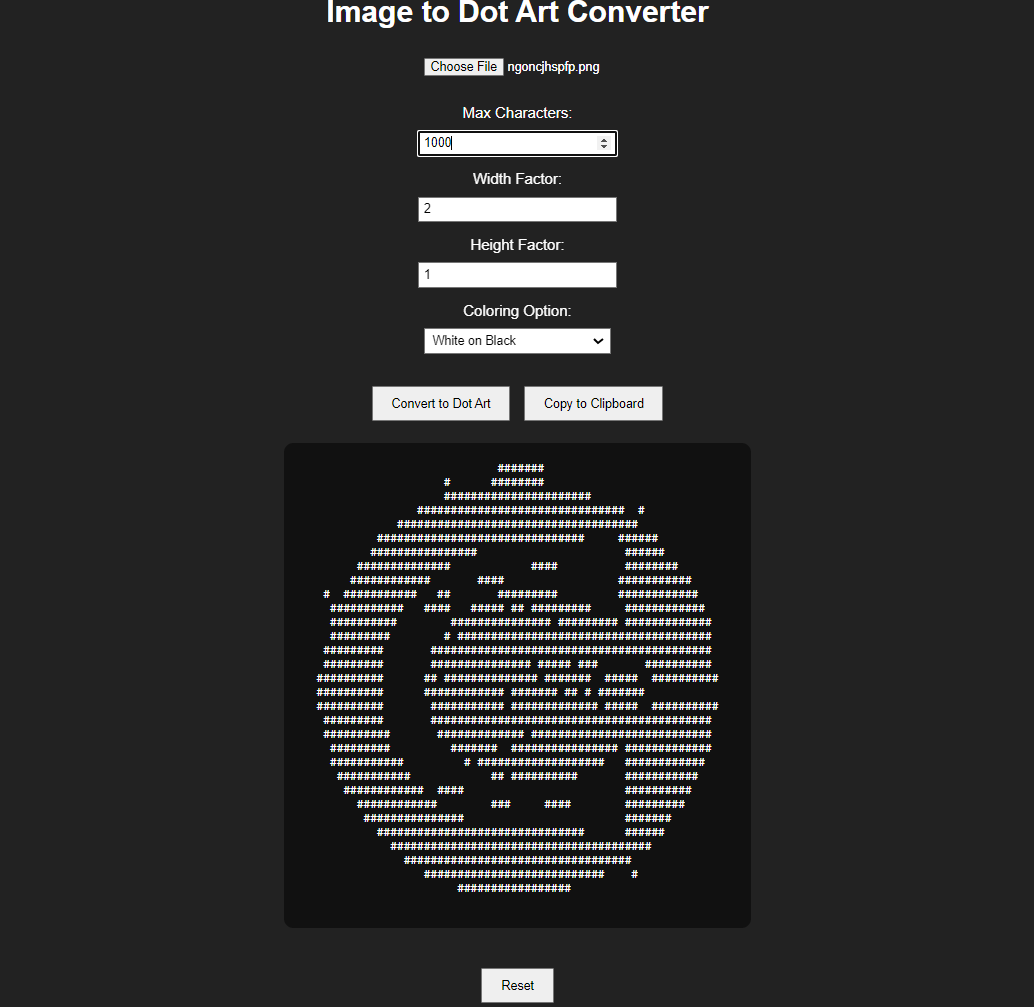 Image to Dot Art Converter
Choose File ngoncjhspfp.png
Max Characters:
1000
Width Factor:
2
Height Factor:
1
Coloring Option:
White on Black
Convert to Dot Art Copy to Clipboard
Reset